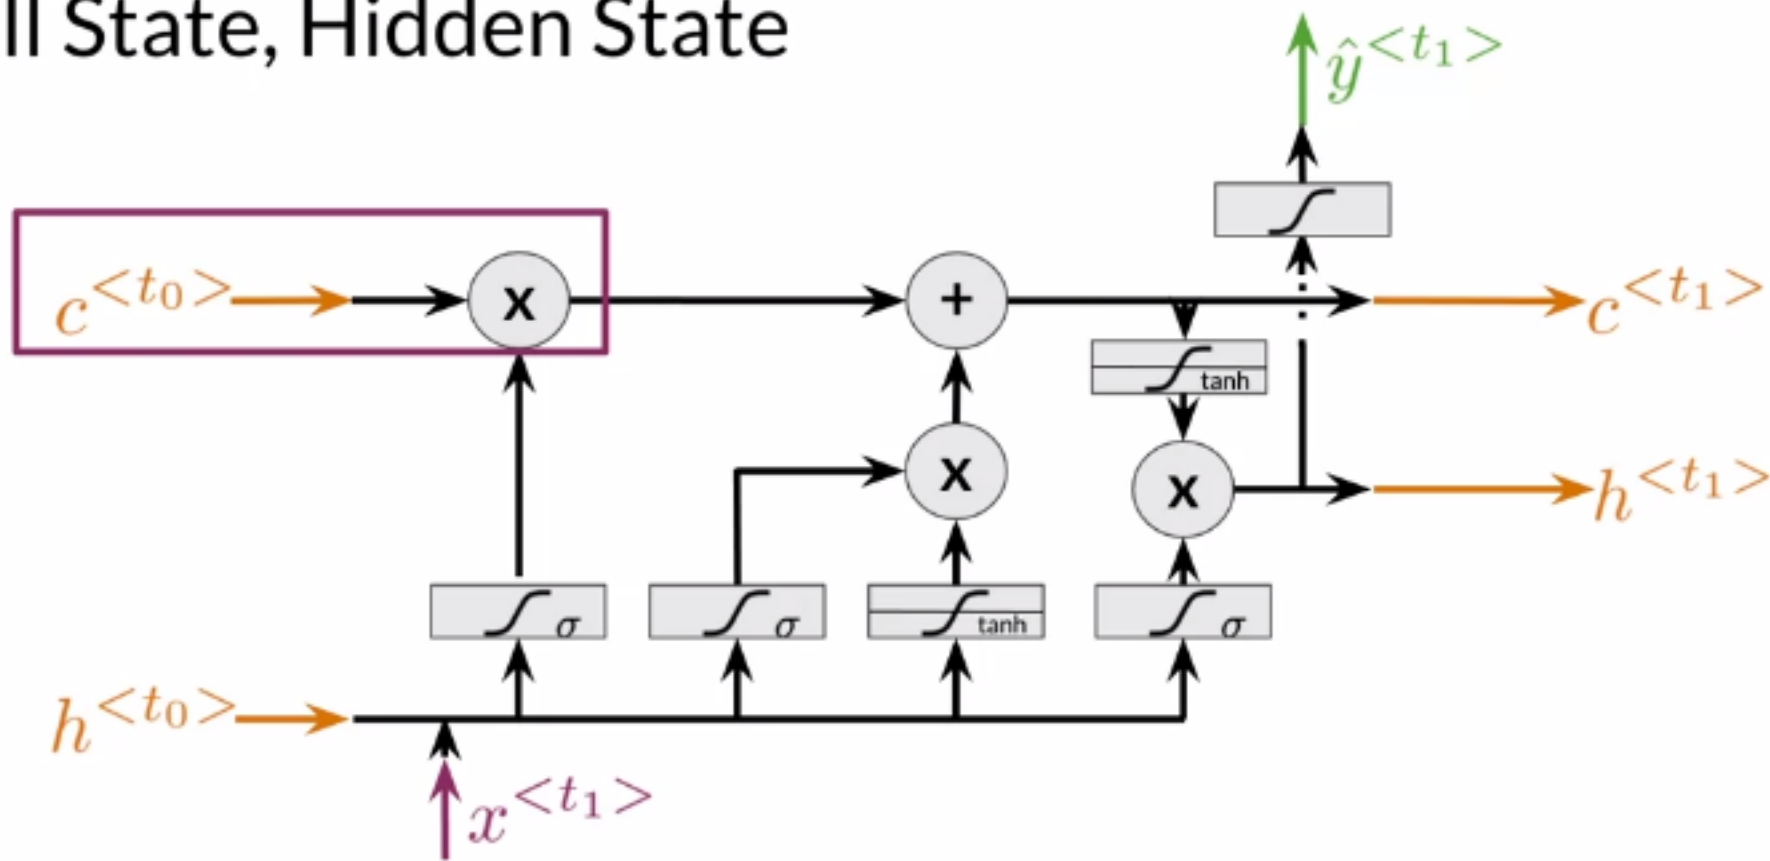 ll State, Hidden State
ŷ<t₁>
c<t₀>
x
+
c<t₁>
tanh
x
x
h<t₁>
σ
σ
tanh
σ
h<t₀>
x<t₁>